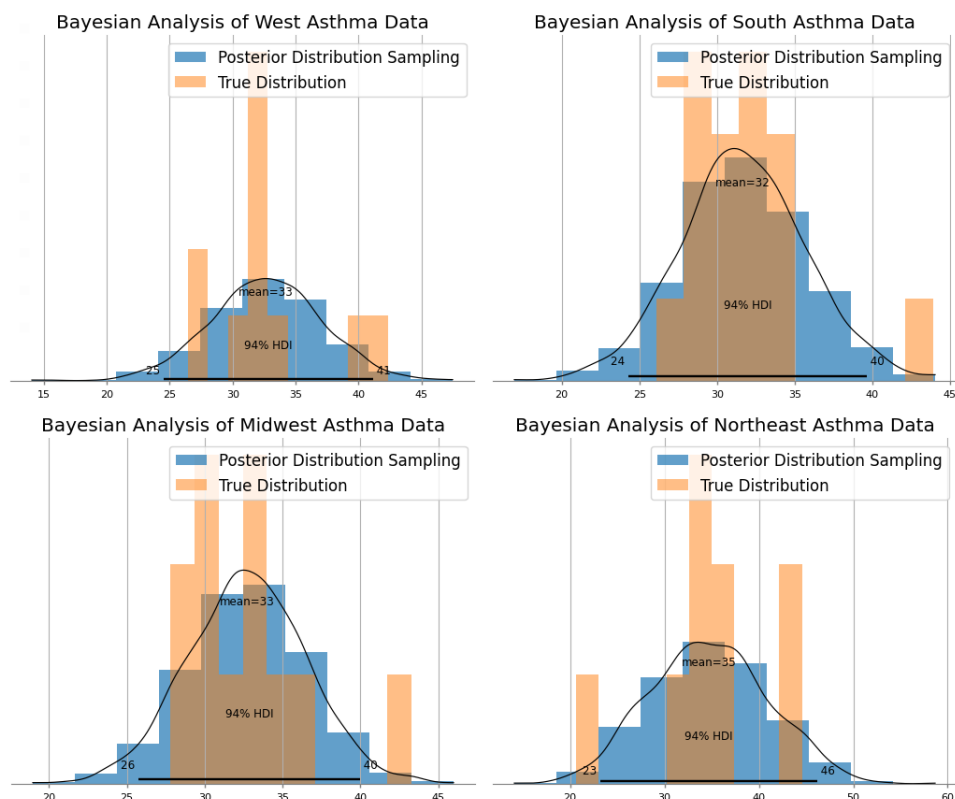 Bayesian Analysis of West Asthma Data
Posterior Distribution Sampling
True Distribution
mean=33
94% HDI
25
41
15 20 25 30 35 40 45
Bayesian Analysis of South Asthma Data
Posterior Distribution Sampling
True Distribution
mean=32
94% HDI
24
40
20 25 30 35 40 45
Bayesian Analysis of Midwest Asthma Data
Posterior Distribution Sampling
True Distribution
mean=33
94% HDI
26
40
20 25 30 35 40 45
Bayesian Analysis of Northeast Asthma Data
Posterior Distribution Sampling
True Distribution
mean=35
94% HDI
23
46
20 30 40 50 60